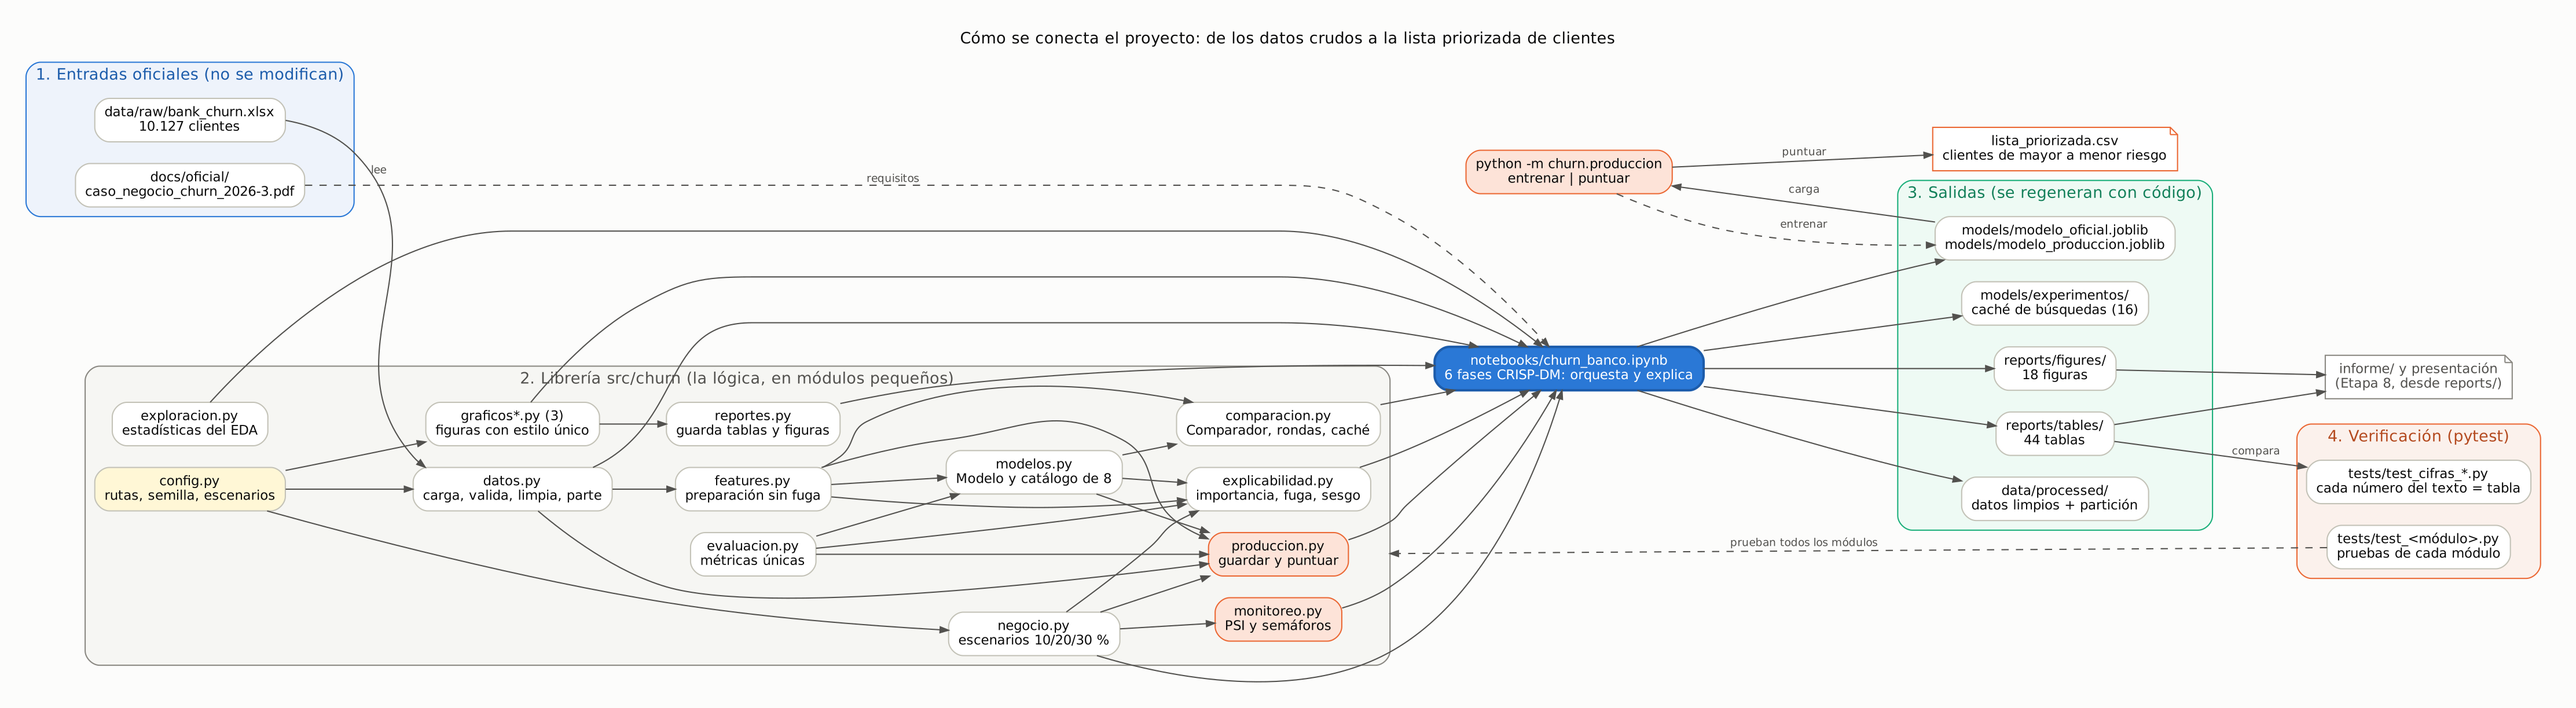 Cómo se conecta el proyecto: de los datos crudos a la lista priorizada de clientes
1. Entradas oficiales (no se modifican)
data/raw/bank_churn.xlsx
10.127 clientes
docs/oficial/
caso_negocio_churn_2026-3.pdf
lee
requisitos
2. Librería src/churn (la lógica, en módulos pequeños)
exploracion.py
estadísticas del EDA
config.py
rutas, semilla, escenarios
graficos*.py (3)
figuras con estilo único
datos.py
carga, valida, limpia, parte
reportes.py
guarda tablas y figuras
features.py
preparación sin fuga
evaluacion.py
métricas únicas
modelos.py
Modelo y catálogo de 8
negocio.py
escenarios 10/20/30 %
comparacion.py
Comparador, rondas, caché
explicabilidad.py
importancia, fuga, sesgo
produccion.py
guardar y puntuar
monitoreo.py
PSI y semáforos
notebooks/churn_banco.ipynb
6 fases CRISP-DM: orquesta y explica
python -m churn.produccion
entrenar | puntuar
puntuar
carga
entrenar
lista_priorizada.csv
clientes de mayor a menor riesgo
3. Salidas (se regeneran con código)
models/modelo_oficial.joblib
models/modelo_produccion.joblib
models/experimentos/
caché de búsquedas (16)
reports/figures/
18 figuras
reports/tables/
44 tablas
data/processed/
datos limpios + partición
informe/ y presentación
(Etapa 8, desde reports/)
compara
4. Verificación (pytest)
tests/test_cifras_*.py
cada número del texto = tabla
tests/test_<módulo>.py
pruebas de cada módulo
prueban todos los módulos